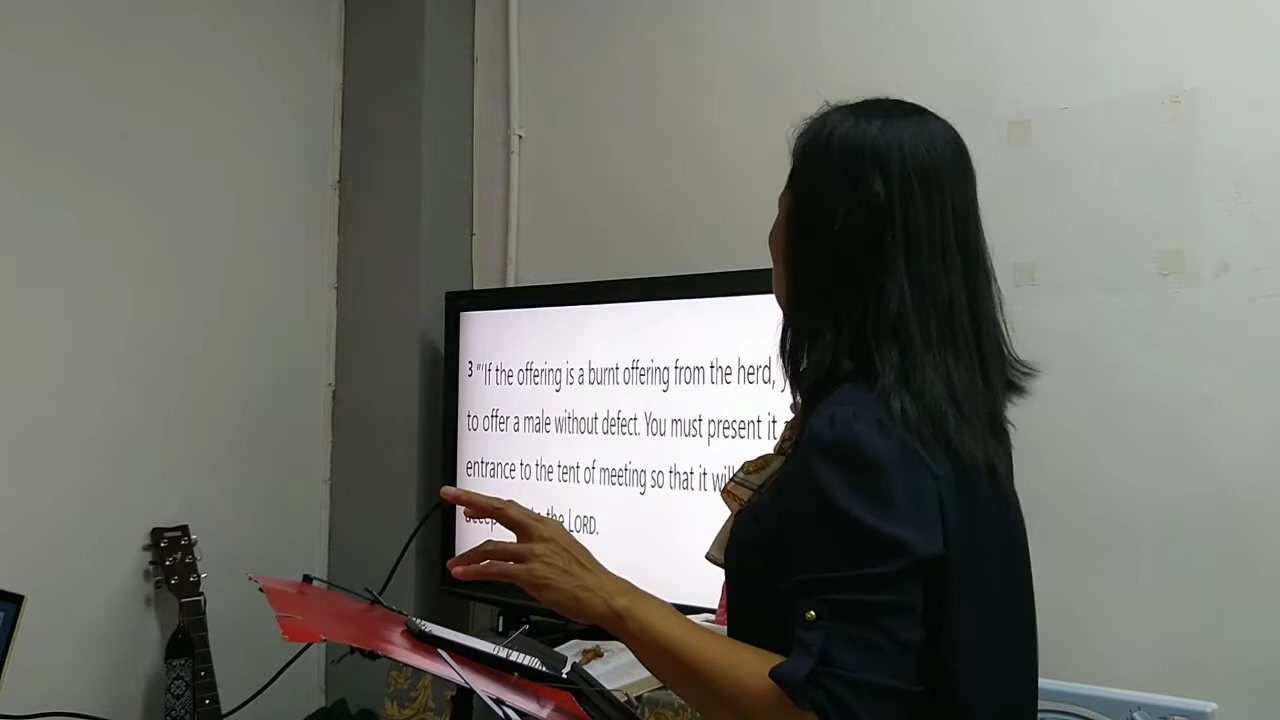 3 "'If the offering is a burnt offering from the herd,
to offer a male without defect. You must present it
entrance to the tent of meeting so that it will
the LORD.